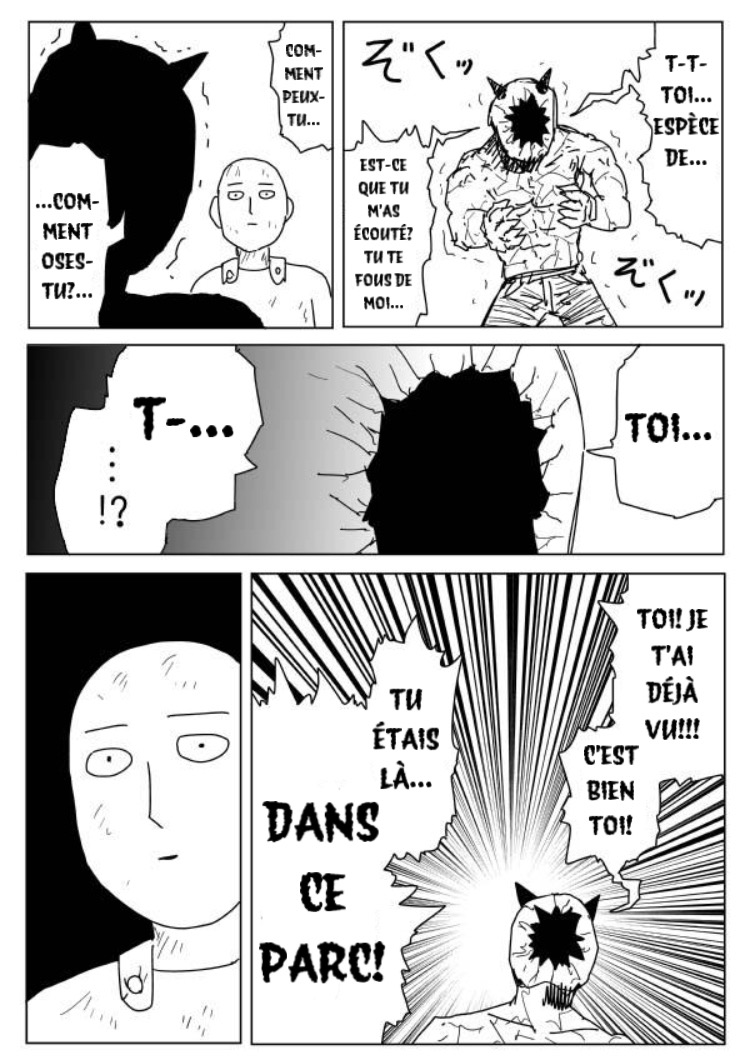 ぞくッ
T-T-
TOI...
ESPÈCE
DE...
EST-CE
QUE TU
M'AS
ÉCOUTÉ?
TU TE
FOUS DE
MOI...
ぞくッ
COM-
MENT
PEUX-
TU...
...COM-
MENT
OSES-
TU?...
TOI...
T-...
...
!?
TOI! JE
T'AI
DÉJÀ
VU!!!
C'EST
BIEN
TOI!
TU
ÉTAIS
LÀ...
DANS
CE
PARC!